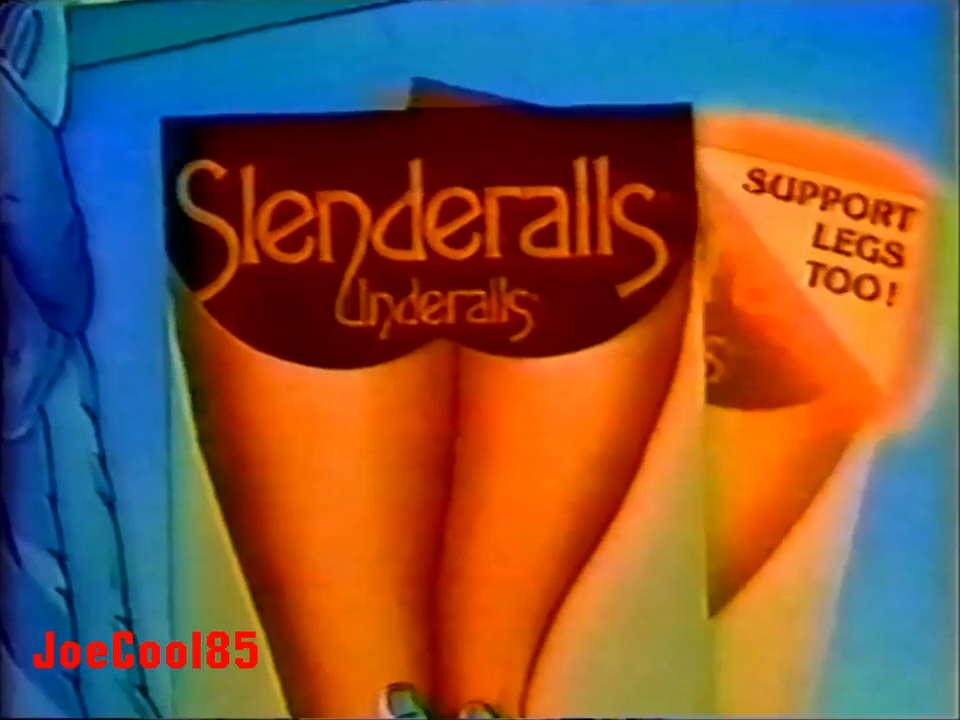 Slenderalls
Underalls
SUPPORT
LEGS
TOO!
s
JoeCool85